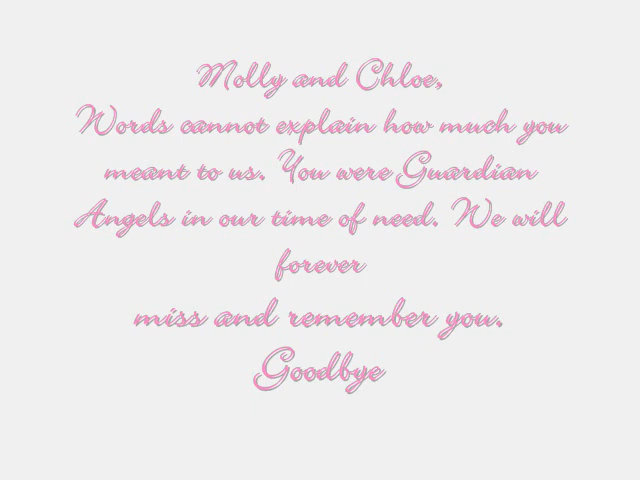 Molly and Chloe,
Words cannot explain how much you
meant to us. You were Guardian
Angels in our time of need. We will
forever
miss and remember you.
Goodbye